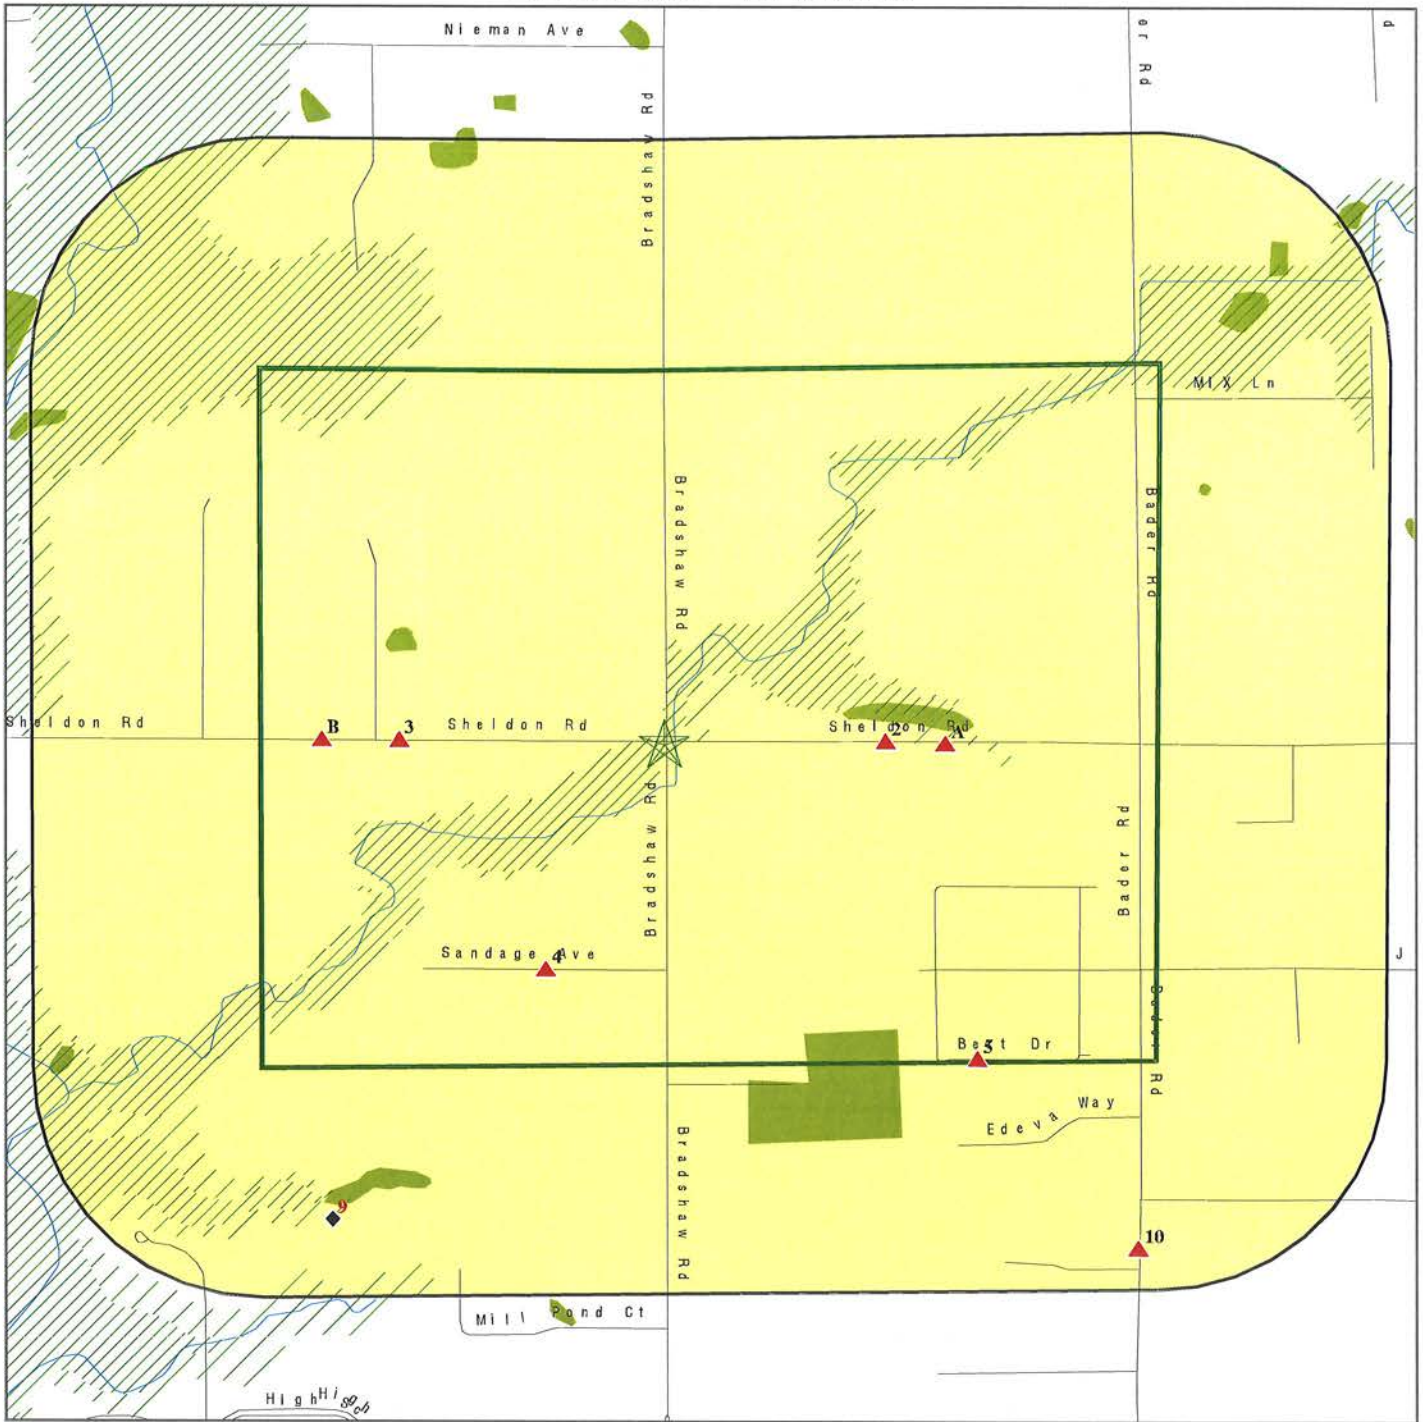 Nieman Ave
er Rd
d
Bradshaw Rd
MIX Ln
Bradshaw Rd
Bader Rd
Sheldon Rd
B
3
Sheldon Rd
Sheldon Rd
2
A
Bradshaw Rd
Bader Rd
Sandage Ave
4
J
Bader Rd
Best Dr
5
Edeva Way
Bradshaw Rd
9
10
Mill Pond Ct
High